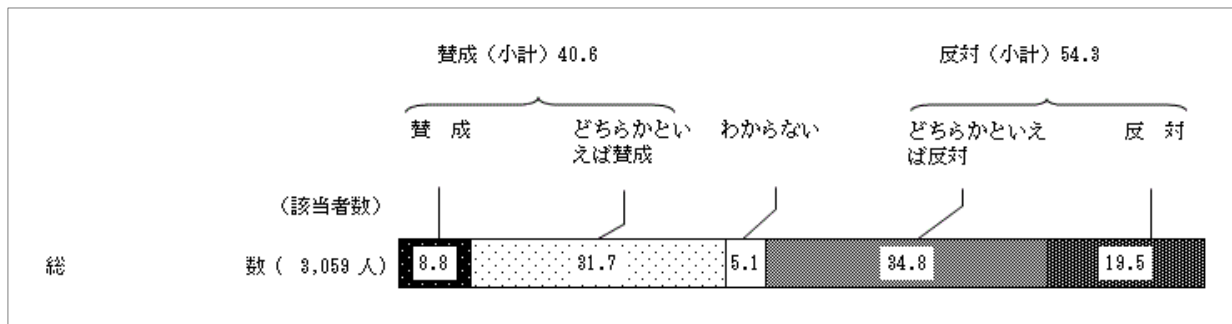 賛成（小計）40.6　反対（小計）54.3
賛　成　どちらかとい　わからない　どちらかといえ　反　対
えば賛成　ば反対
（該当者数）
総　数（ 3,059 人）　8.8　31.7　5.1　34.8　19.5